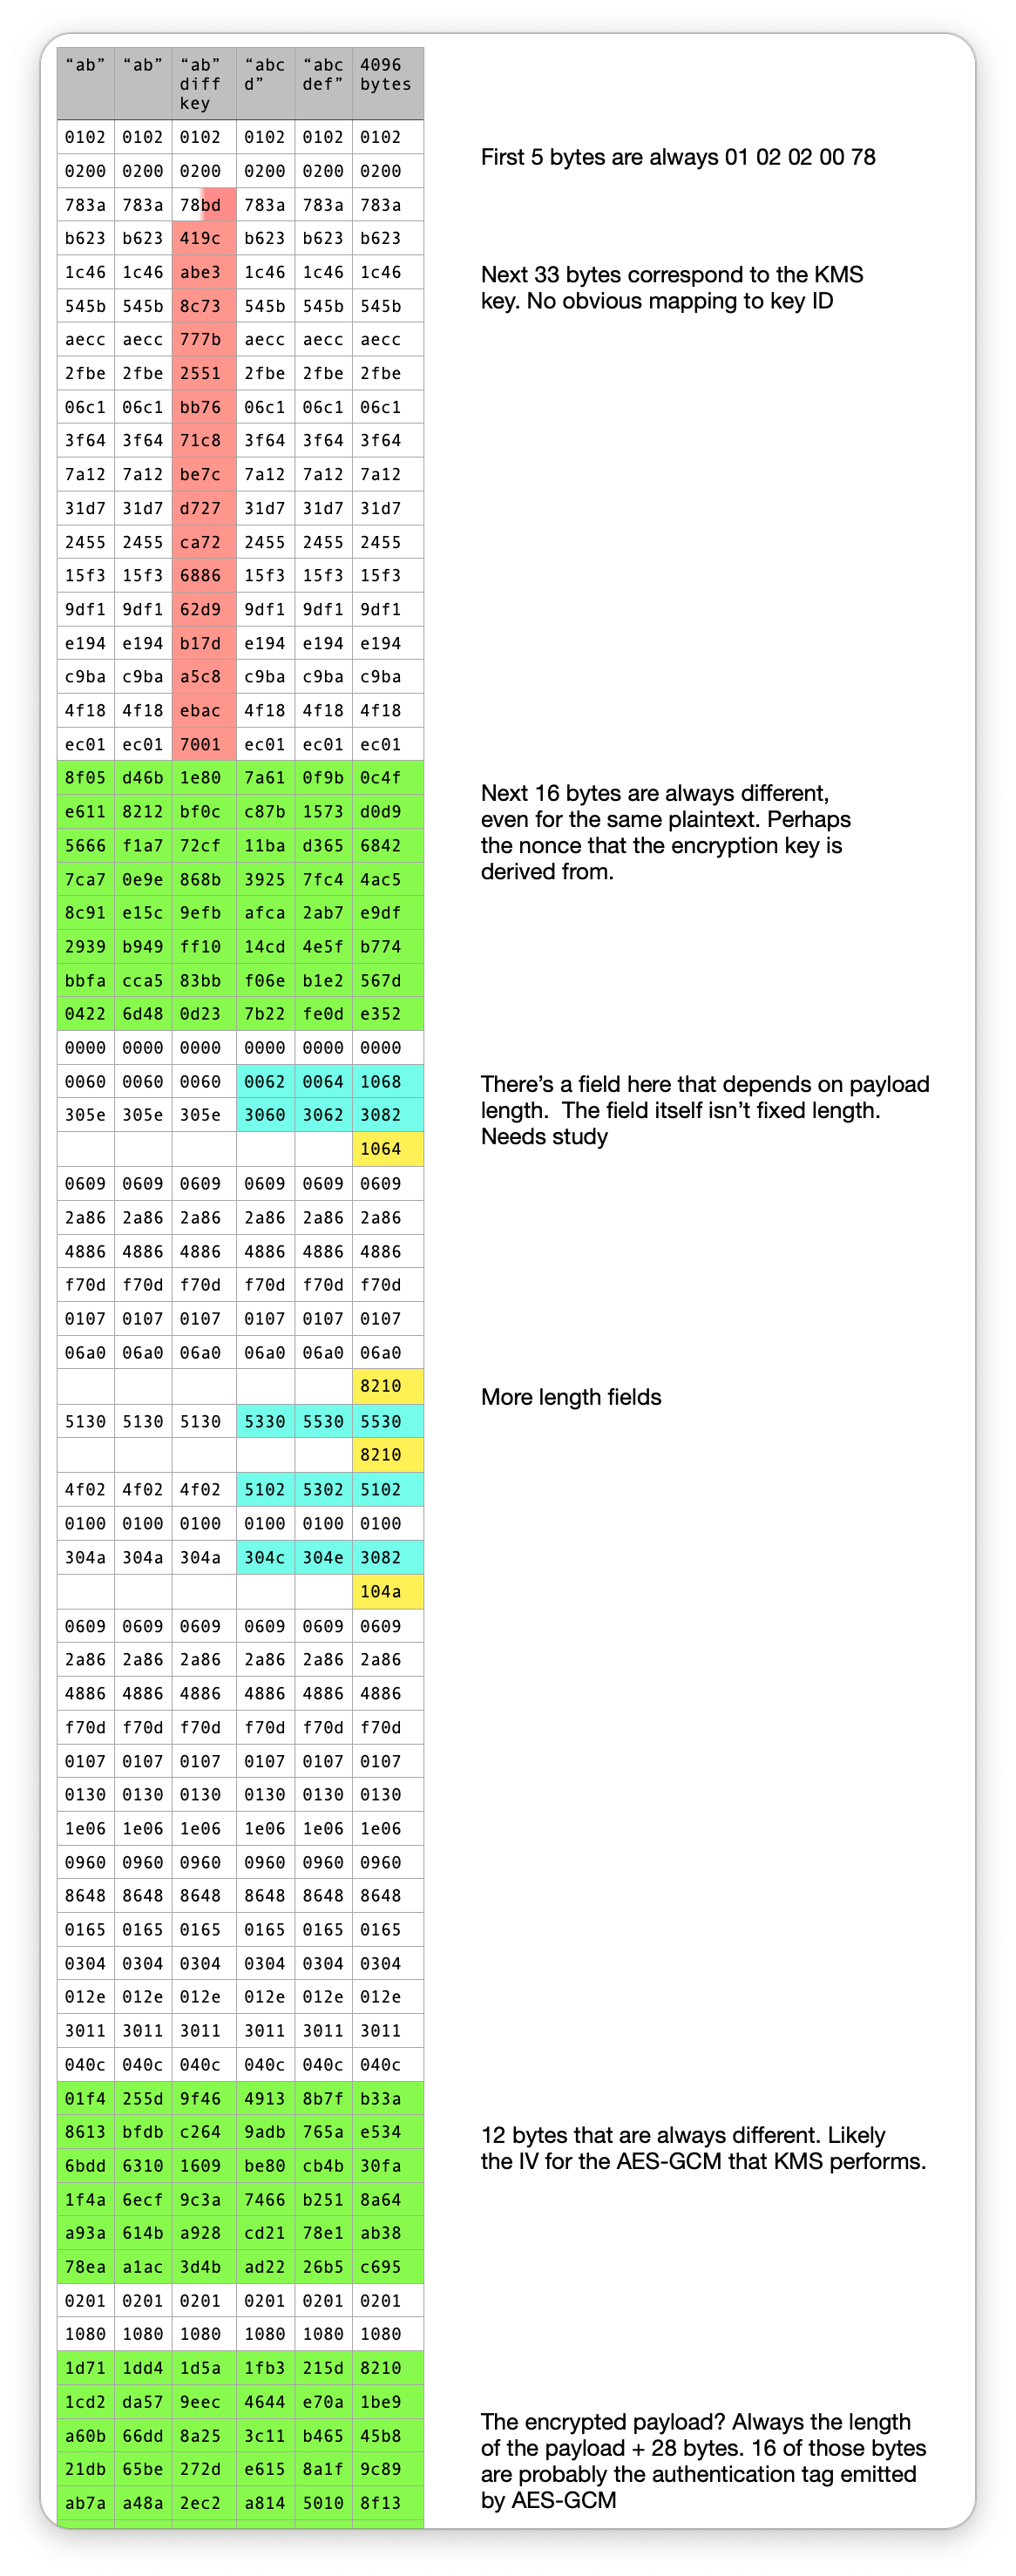 “ab” “ab” “ab” “abc “abc 4096
diff d” def” bytes
key
0102 0102 0102 0102 0102 0102
First 5 bytes are always 01 02 02 00 78
0200 0200 0200 0200 0200 0200
783a 783a 78bd 783a 783a 783a
b623 b623 419c b623 b623 b623
1c46 1c46 abe3 1c46 1c46 1c46
Next 33 bytes correspond to the KMS
key. No obvious mapping to key ID
545b 545b 8c73 545b 545b 545b
aecc aecc 777b aecc aecc aecc
2fbe 2fbe 2551 2fbe 2fbe 2fbe
06c1 06c1 bb76 06c1 06c1 06c1
3f64 3f64 71c8 3f64 3f64 3f64
7a12 7a12 be7c 7a12 7a12 7a12
31d7 31d7 d727 31d7 31d7 31d7
2455 2455 ca72 2455 2455 2455
15f3 15f3 6886 15f3 15f3 15f3
9df1 9df1 62d9 9df1 9df1 9df1
e194 e194 b17d e194 e194 e194
c9ba c9ba a5c8 c9ba c9ba c9ba
4f18 4f18 ebac 4f18 4f18 4f18
ec01 ec01 7001 ec01 ec01 ec01
8f05 d46b 1e80 7a61 0f9b 0c4f
Next 16 bytes are always different,
even for the same plaintext. Perhaps
the nonce that the encryption key is
derived from.
e611 8212 bf0c c87b 1573 d0d9
5666 f1a7 72cf 11ba d365 6842
7ca7 0e9e 868b 3925 7fc4 4ac5
8c91 e15c 9efb afca 2ab7 e9df
2939 b949 ff10 14cd 4e5f b774
bbfa cca5 83bb f06e b1e2 567d
0422 6d48 0d23 7b22 fe0d e352
0000 0000 0000 0000 0000 0000
0060 0060 0060 0062 0064 1068
There’s a field here that depends on payload
length.  The field itself isn’t fixed length.
Needs study
305e 305e 305e 3060 3062 3082
1064
0609 0609 0609 0609 0609 0609
2a86 2a86 2a86 2a86 2a86 2a86
4886 4886 4886 4886 4886 4886
f70d f70d f70d f70d f70d f70d
0107 0107 0107 0107 0107 0107
06a0 06a0 06a0 06a0 06a0 06a0
8210
More length fields
5130 5130 5130 5330 5530 5530
8210
4f02 4f02 4f02 5102 5302 5102
0100 0100 0100 0100 0100 0100
304a 304a 304a 304c 304e 3082
104a
0609 0609 0609 0609 0609 0609
2a86 2a86 2a86 2a86 2a86 2a86
4886 4886 4886 4886 4886 4886
f70d f70d f70d f70d f70d f70d
0107 0107 0107 0107 0107 0107
0130 0130 0130 0130 0130 0130
1e06 1e06 1e06 1e06 1e06 1e06
0960 0960 0960 0960 0960 0960
8648 8648 8648 8648 8648 8648
0165 0165 0165 0165 0165 0165
0304 0304 0304 0304 0304 0304
012e 012e 012e 012e 012e 012e
3011 3011 3011 3011 3011 3011
040c 040c 040c 040c 040c 040c
01f4 255d 9f46 4913 8b7f b33a
8613 bfdb c264 9adb 765a e534
12 bytes that are always different. Likely
the IV for the AES-GCM that KMS performs.
6bdd 6310 1609 be80 cb4b 30fa
1f4a 6ecf 9c3a 7466 b251 8a64
a93a 614b a928 cd21 78e1 ab38
78ea a1ac 3d4b ad22 26b5 c695
0201 0201 0201 0201 0201 0201
1080 1080 1080 1080 1080 1080
1d71 1dd4 1d5a 1fb3 215d 8210
1cd2 da57 9eec 4644 e70a 1be9
The encrypted payload? Always the length
of the payload + 28 bytes. 16 of those bytes
are probably the authentication tag emitted
by AES-GCM
a60b 66dd 8a25 3c11 b465 45b8
21db 65be 272d e615 8a1f 9c89
ab7a a48a 2ec2 a814 5010 8f13